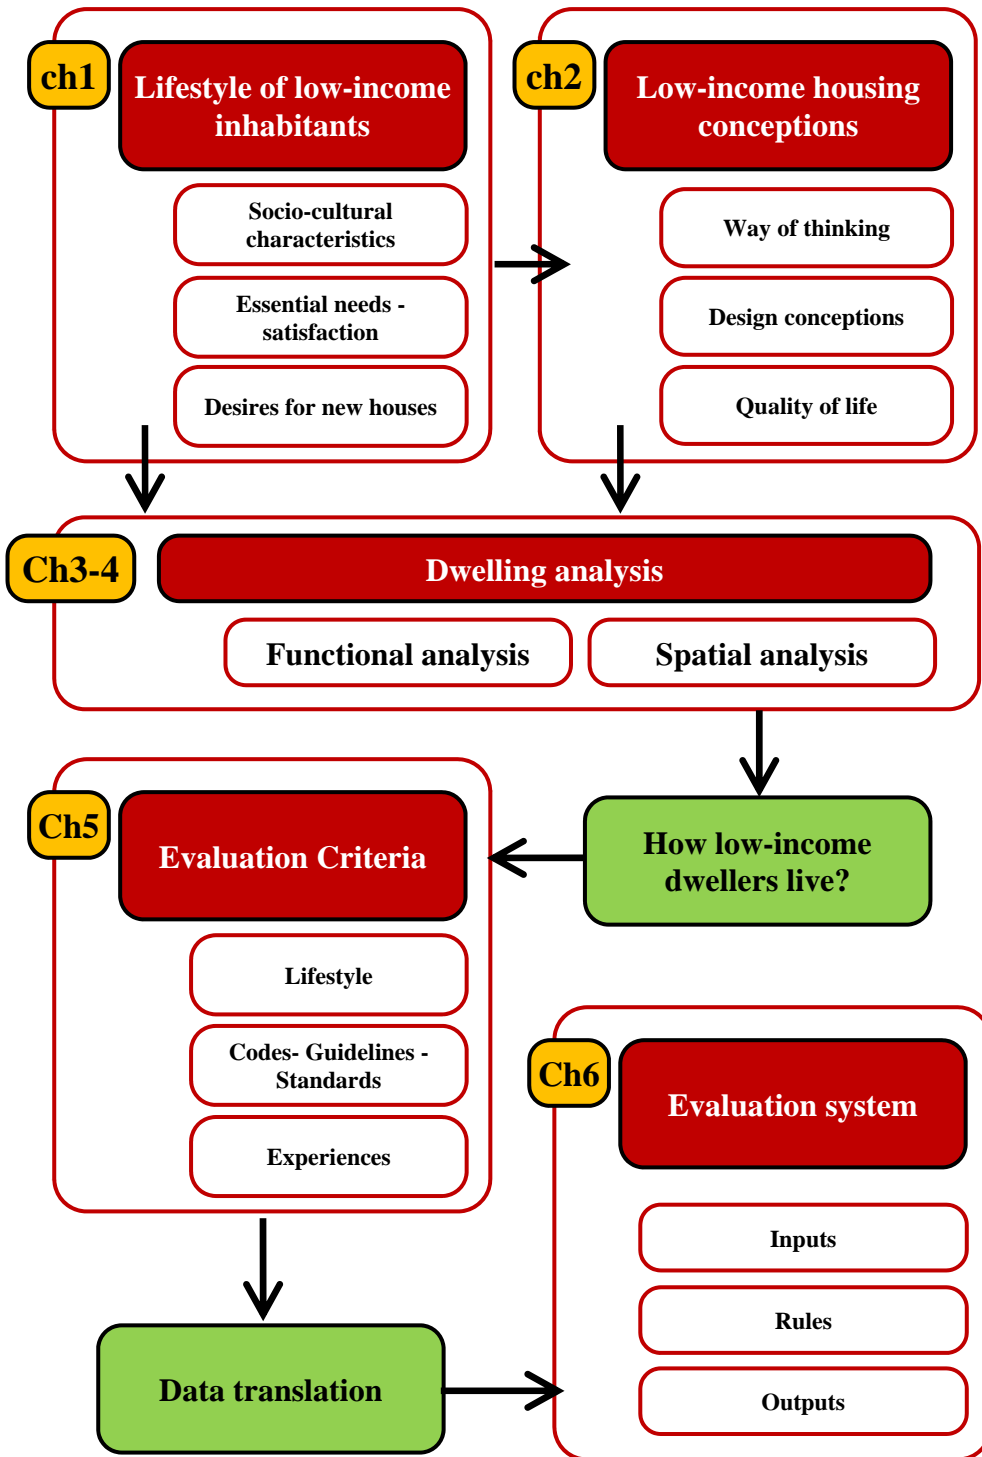 ch1
Lifestyle of low-income
inhabitants
Socio-cultural
characteristics
Essential needs -
satisfaction
Desires for new houses
ch2
Low-income housing
conceptions
Way of thinking
Design conceptions
Quality of life
Ch3-4
Dwelling analysis
Functional analysis
Spatial analysis
How low-income
dwellers live?
Ch5
Evaluation Criteria
Lifestyle
Codes- Guidelines -
Standards
Experiences
Data translation
Ch6
Evaluation system
Inputs
Rules
Outputs